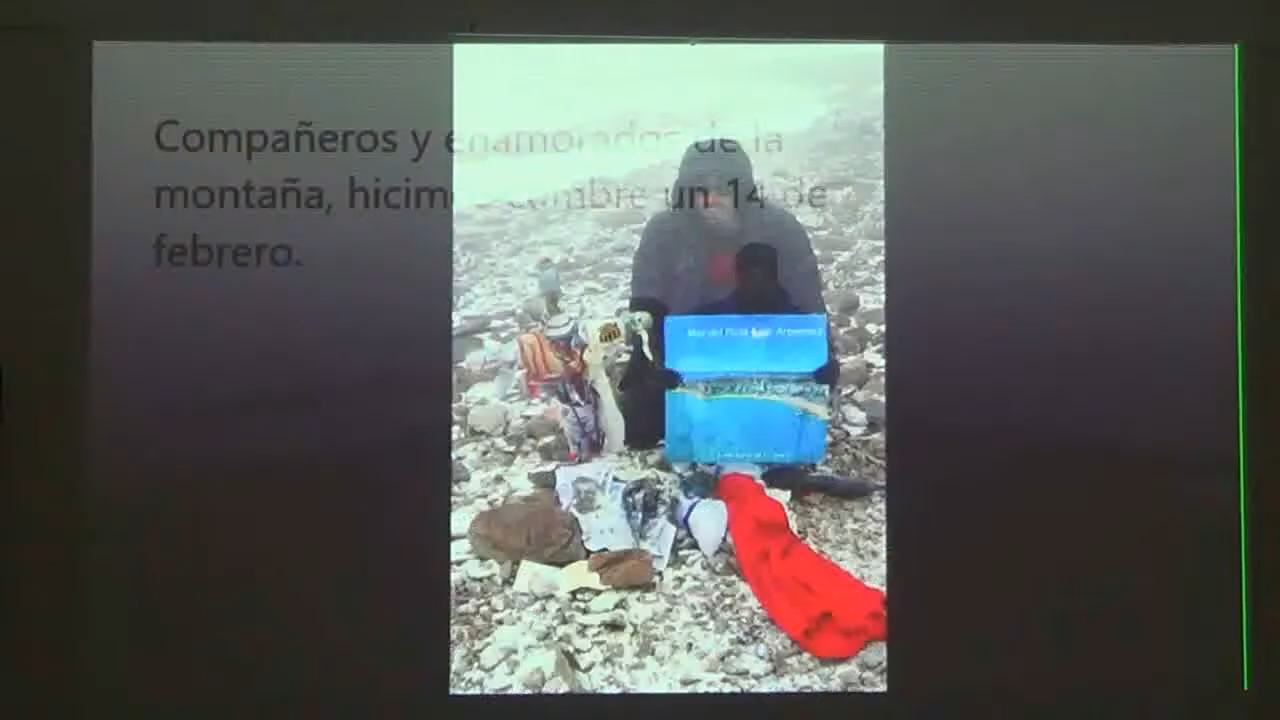 Compañeros y enamorados de la
montaña, hicimos cumbre un 14 de
febrero.
Mar del Plata Argentina